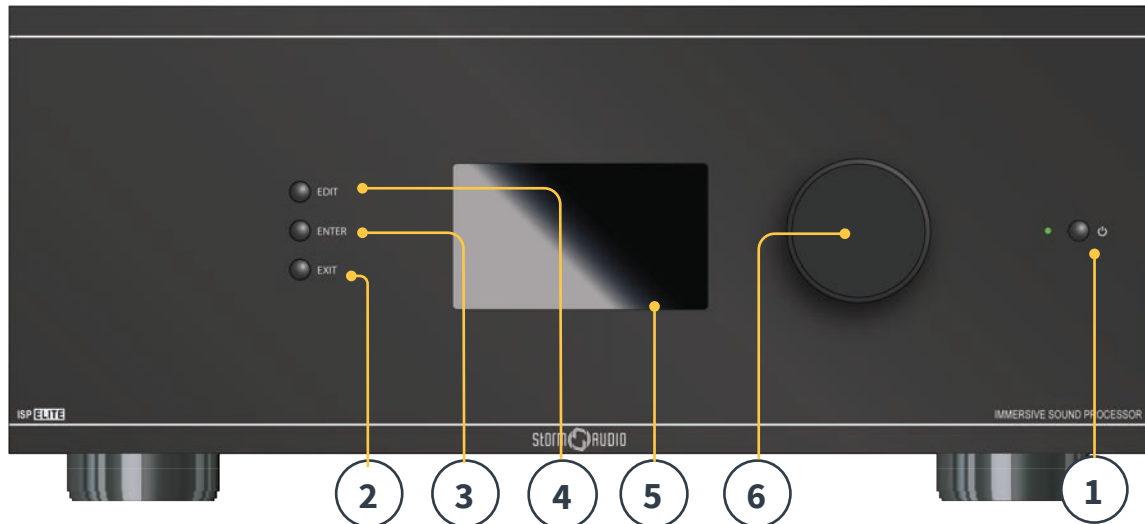 EDIT
ENTER
EXIT
ISP ELITE
IMMERSIVE SOUND PROCESSOR
StORM AUDIO
2
3
4
5
6
1